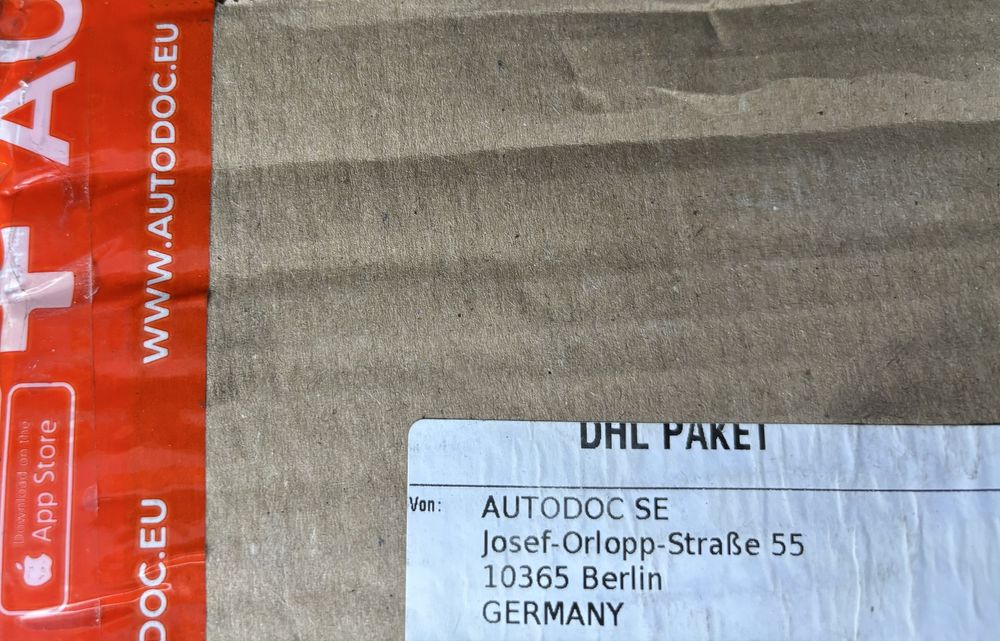 AU
WWW.AUTODOC.EU
Download on the
App Store
DOC.EU
DHL PAKET
Von: AUTODOC SE
Josef-Orlopp-Straße 55
10365 Berlin
GERMANY